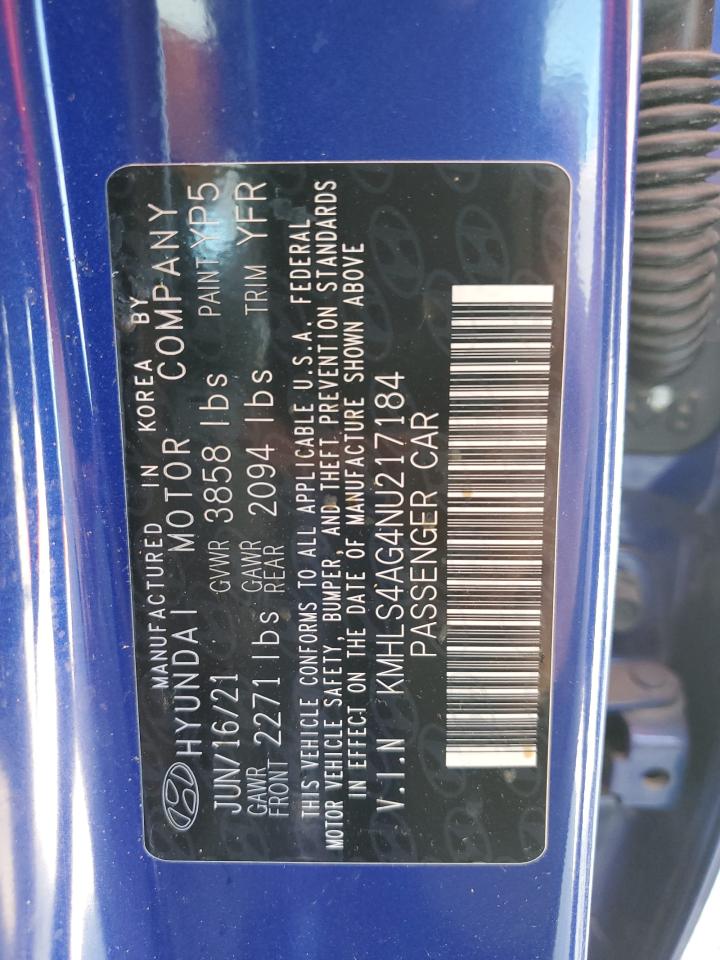 MANUFACTURED IN KOREA BY
HYUNDAI MOTOR COMPANY
JUN/16/21 GVWR 3858 lbs PAINT YP5
GAWR FRONT 2271 lbs GAWR REAR 2094 lbs TRIM YFR
THIS VEHICLE CONFORMS TO ALL APPLICABLE U.S.A. FEDERAL
MOTOR VEHICLE SAFETY, BUMPER, AND THEFT PREVENTION STANDARDS
IN EFFECT ON THE DATE OF MANUFACTURE SHOWN ABOVE
V.I.N KMHLS4AG4NU217184
PASSENGER CAR